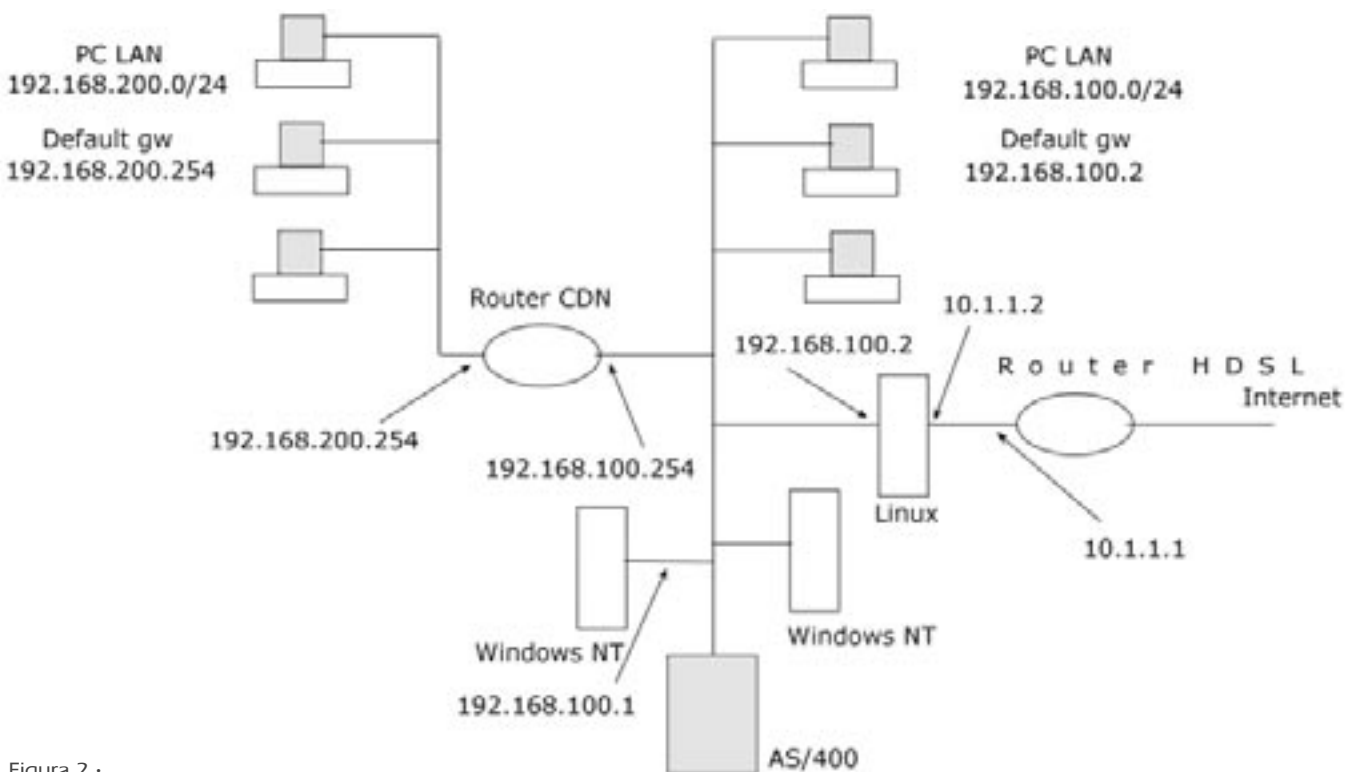 PC LAN
192.168.200.0/24
Default gw
192.168.200.254
PC LAN
192.168.100.0/24
Default gw
192.168.100.2
Router CDN
10.1.1.2
192.168.100.2
Router HDSL
Internet
192.168.200.254
192.168.100.254
Linux
10.1.1.1
Windows NT
192.168.100.1
Windows NT
AS/400
Figura 2 :